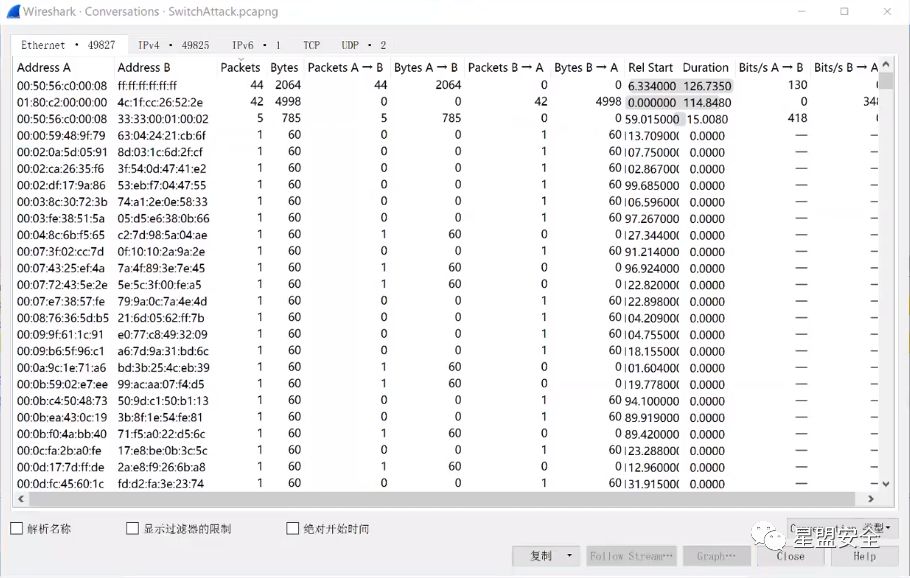 Wireshark · Conversations · SwitchAttack.pcapng
Ethernet · 49827 IPv4 · 49825 IPv6 · 1 TCP UDP · 2
Address A Address B Packets Bytes Packets A → B Bytes A → B Packets B → A Bytes B → A Rel Start Duration Bits/s A → B Bits/s B → A
00:50:56:c0:00:08 ff:ff:ff:ff:ff:ff 44 2064 44 2064 0 0 6.334000 126.7350 130
01:80:c2:00:00:00 4c:1f:cc:26:52:2e 42 4998 0 0 42 4998 0.000000 114.8480 0 348
00:50:56:c0:00:08 33:33:00:01:00:02 5 785 5 785 0 0 59.015000 15.0080 418
00:00:59:48:9f:79 63:04:24:21:cb:6f 1 60 0 0 1 60 13.709000 0.0000 — —
00:02:0a:5d:05:91 8d:03:1c:6d:2f:cf 1 60 0 0 1 60 07.750000 0.0000 — —
00:02:ca:26:35:f6 3f:54:0d:47:41:e2 1 60 0 0 1 60 02.867000 0.0000 — —
00:02:df:17:9a:86 53:eb:f7:04:47:55 1 60 0 0 1 60 99.685000 0.0000 — —
00:03:8c:30:72:3b 74:a1:2e:0e:58:33 1 60 0 0 1 60 06.596000 0.0000 — —
00:03:fe:38:51:5a 05:d5:e6:38:0b:66 1 60 0 0 1 60 97.267000 0.0000 — —
00:04:8c:6b:f5:65 c2:7d:98:5a:04:ae 1 60 1 60 0 0 27.344000 0.0000 — —
00:07:3f:02:cc:7d 0f:10:10:2a:9a:2e 1 60 0 0 1 60 91.214000 0.0000 — —
00:07:43:25:ef:4a 7a:4f:89:3e:7e:45 1 60 1 60 0 0 96.924000 0.0000 — —
00:07:72:43:5e:2e 5e:5c:3f:00:fe:a5 1 60 1 60 0 0 22.820000 0.0000 — —
00:07:e7:38:57:fe 79:9a:0c:7a:4e:4d 1 60 0 0 1 60 22.898000 0.0000 — —
00:08:76:36:5d:b5 21:6d:05:62:ff:7b 1 60 0 0 1 60 04.209000 0.0000 — —
00:09:9f:61:1c:91 e0:77:c8:49:32:09 1 60 0 0 1 60 04.755000 0.0000 — —
00:09:b6:5f:96:c1 a6:7d:9a:31:bd:6c 1 60 0 0 1 60 18.155000 0.0000 — —
00:0a:9c:1e:71:a6 bd:3b:25:4c:eb:39 1 60 1 60 0 0 01.604000 0.0000 — —
00:0b:59:02:e7:ee 99:ac:aa:07:f4:d5 1 60 1 60 0 0 19.778000 0.0000 — —
00:0b:c4:50:48:73 50:9d:c1:50:b1:13 1 60 0 0 1 60 94.100000 0.0000 — —
00:0b:ea:43:0c:19 3b:8f:1e:54:fe:81 1 60 0 0 1 60 89.919000 0.0000 — —
00:0b:f0:4a:bb:40 71:f5:a0:22:d5:6c 1 60 1 60 0 0 89.420000 0.0000 — —
00:0c:fa:2b:a0:fe 17:e8:be:0b:3c:5c 1 60 0 0 1 60 23.288000 0.0000 — —
00:0d:17:7d:ff:de 2a:e8:f9:26:6b:a8 1 60 1 60 0 0 12.960000 0.0000 — —
00:0d:fc:45:60:1c fd:d2:fa:3e:23:74 1 60 0 0 1 60 31.915000 0.0000 — —
解析名称 显示过滤器的限制 绝对开始时间 类型
星盟安全
复制 Follow Stream… Graph… Close Help